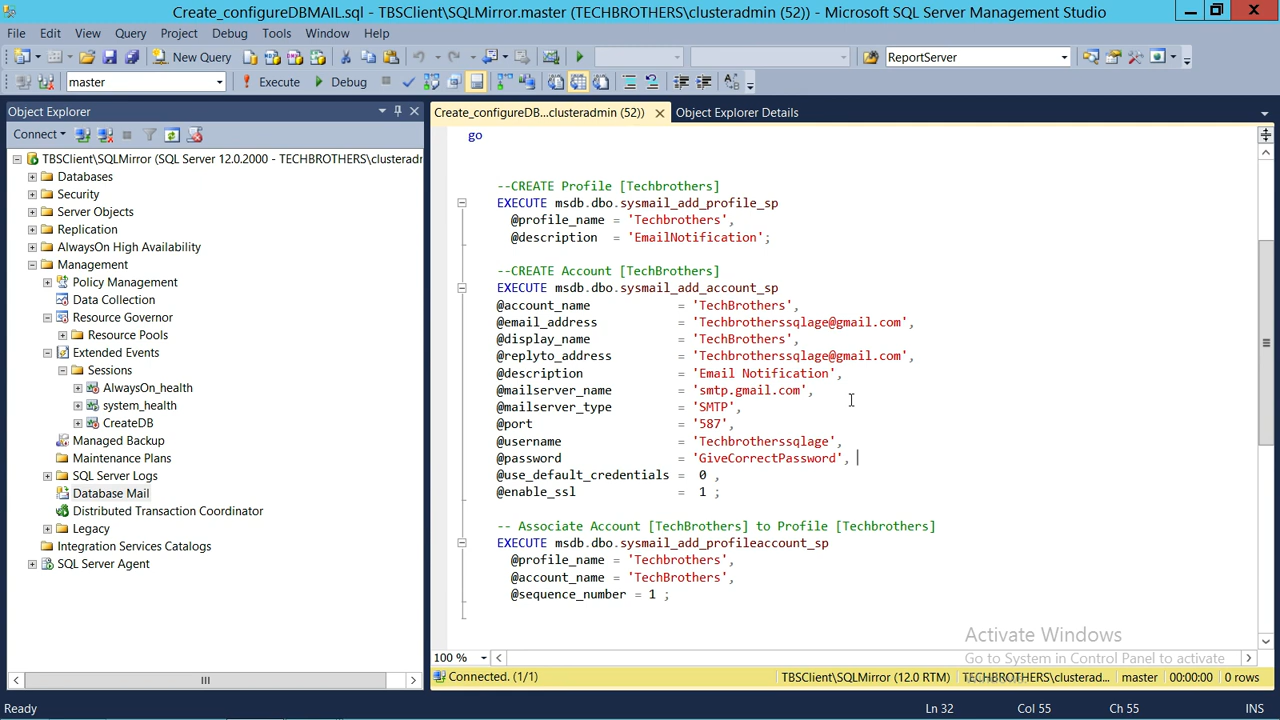 Create_configureDBMAIL.sql - TBSClient\SQLMirror.master (TECHBROTHERS\clusteradmin (52)) - Microsoft SQL Server Management Studio
File Edit View Query Project Debug Tools Window Help
New Query ReportServer
master Execute Debug
Object Explorer
Connect
TBSClient\SQLMirror (SQL Server 12.0.2000 - TECHBROTHERS\clusteradm
Databases
Security
Server Objects
Replication
AlwaysOn High Availability
Management
Policy Management
Data Collection
Resource Governor
Resource Pools
Extended Events
Sessions
AlwaysOn_health
system_health
CreateDB
Managed Backup
Maintenance Plans
SQL Server Logs
Database Mail
Distributed Transaction Coordinator
Legacy
Integration Services Catalogs
SQL Server Agent
Create_configureDB...clusteradmin (52)) Object Explorer Details
go
--CREATE Profile [Techbrothers]
EXECUTE msdb.dbo.sysmail_add_profile_sp
@profile_name = 'Techbrothers',
@description = 'EmailNotification';
--CREATE Account [TechBrothers]
EXECUTE msdb.dbo.sysmail_add_account_sp
@account_name = 'TechBrothers',
@email_address = 'Techbrotherssqlage@gmail.com',
@display_name = 'TechBrothers',
@replyto_address = 'Techbrotherssqlage@gmail.com',
@description = 'Email Notification',
@mailserver_name = 'smtp.gmail.com',
@mailserver_type = 'SMTP',
@port = '587',
@username = 'Techbrotherssqlage',
@password = 'GiveCorrectPassword',
@use_default_credentials = 0 ,
@enable_ssl = 1 ;
-- Associate Account [TechBrothers] to Profile [Techbrothers]
EXECUTE msdb.dbo.sysmail_add_profileaccount_sp
@profile_name = 'Techbrothers',
@account_name = 'TechBrothers',
@sequence_number = 1 ;
Activate Windows
Go to System in Control Panel to activate
100 %
Connected. (1/1) TBSClient\SQLMirror (12.0 RTM) TECHBROTHERS\clusterad... master 00:00:00 0 rows
Ready Ln 32 Col 55 Ch 55 INS